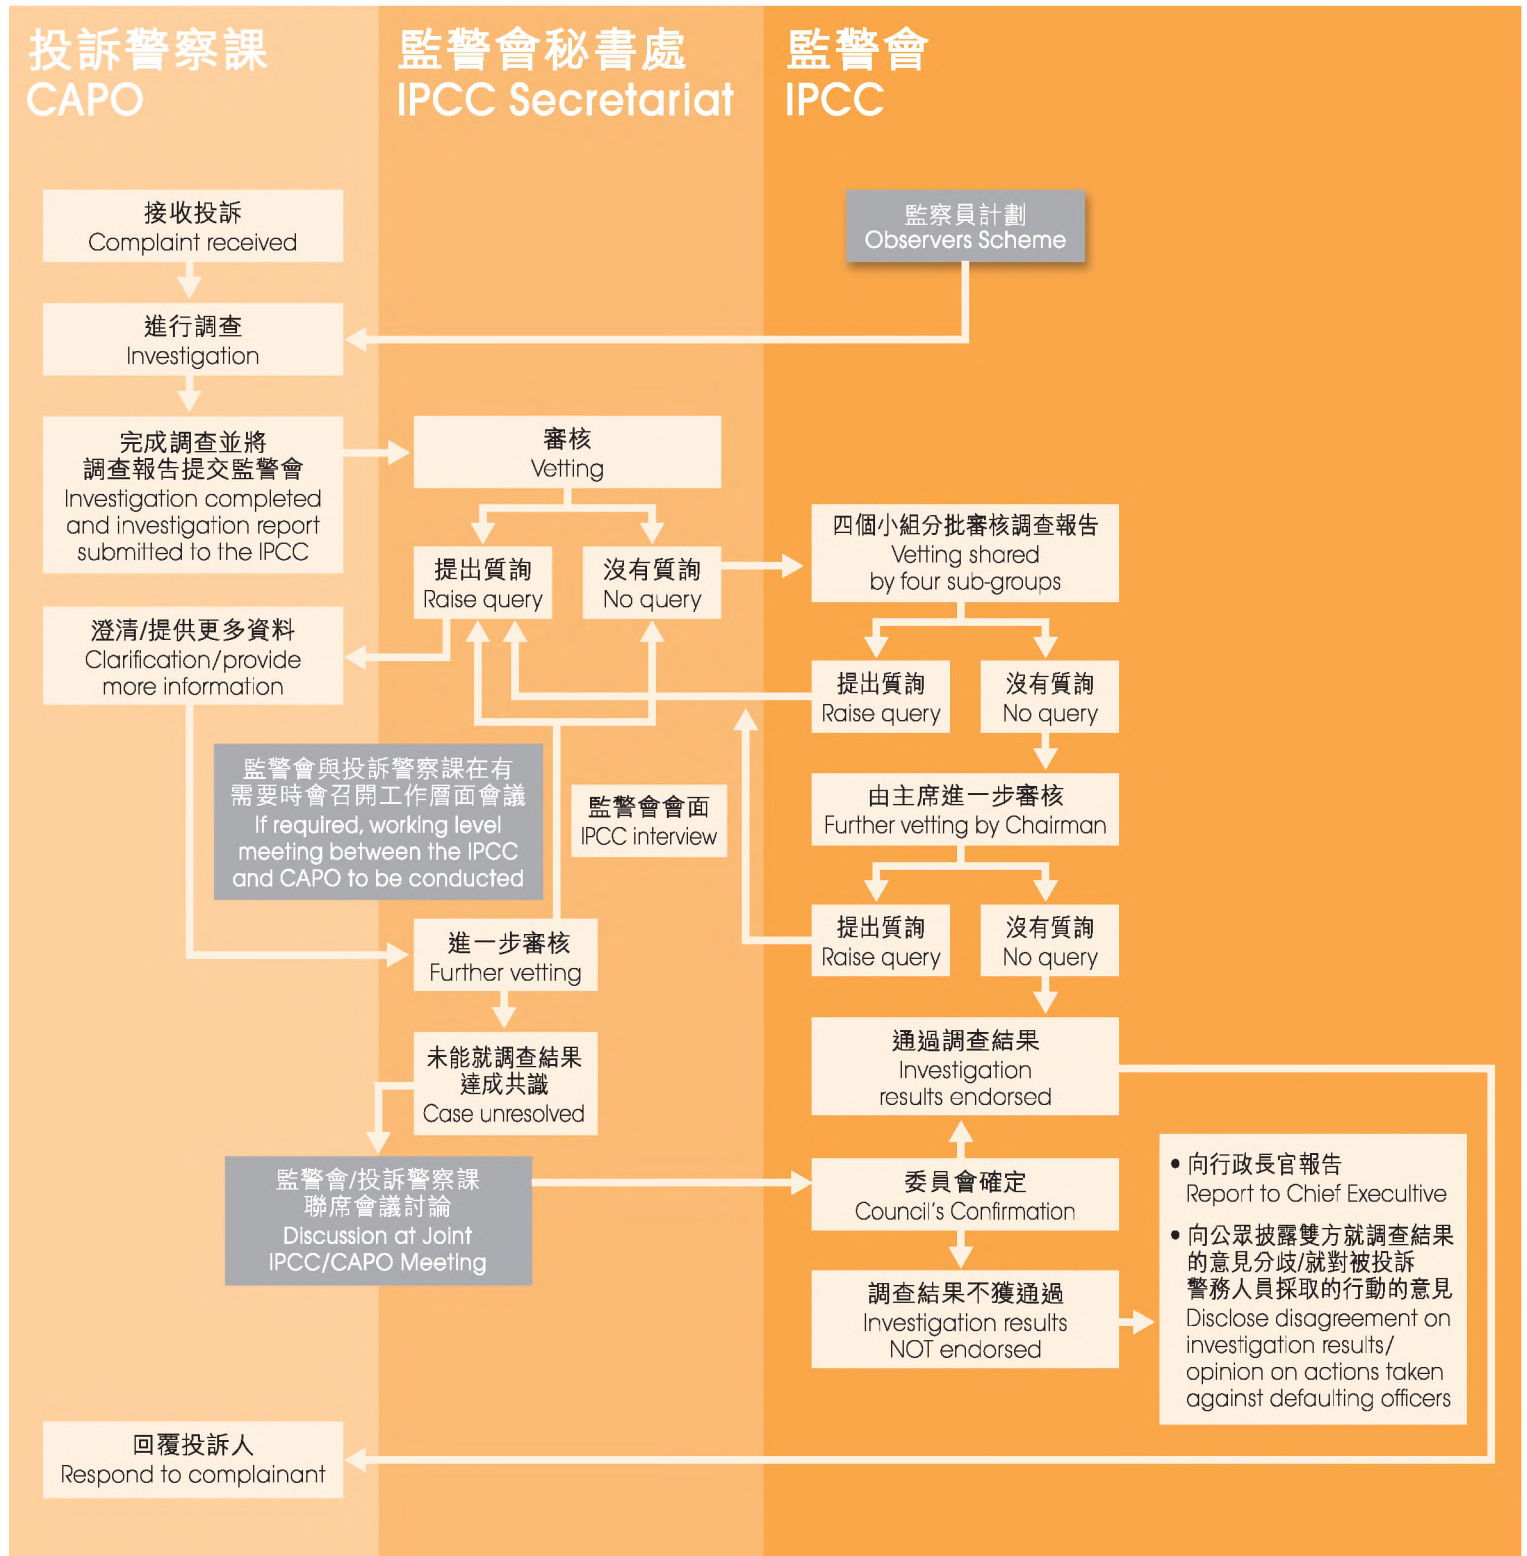 投訴警察課
CAPO
監警會秘書處
IPCC Secretariat
監警會
IPCC
接收投訴
Complaint received
監察員計劃
Observers Scheme
進行調查
Investigation
完成調查並將
調查報告提交監警會
Investigation completed
and investigation report
submitted to the IPCC
審核
Vetting
提出質詢
Raise query
沒有質詢
No query
四個小組分批審核調查報告
Vetting shared
by four sub-groups
澄清/提供更多資料
Clarification/provide
more information
提出質詢
Raise query
沒有質詢
No query
監警會與投訴警察課在有
需要時會召開工作層面會議
If required, working level
meeting between the IPCC
and CAPO to be conducted
監警會會面
IPCC interview
由主席進一步審核
Further vetting by Chairman
提出質詢
Raise query
沒有質詢
No query
進一步審核
Further vetting
未能就調查結果
達成共識
Case unresolved
通過調查結果
Investigation
results endorsed
監警會/投訴警察課
聯席會議討論
Discussion at Joint
IPCC/CAPO Meeting
委員會確定
Council's Confirmation
調查結果不獲通過
Investigation results
NOT endorsed
• 向行政長官報告
Report to Chief Execultive
• 向公眾披露雙方就調查結果
的意見分歧/就對被投訴
警務人員採取的行動的意見
Disclose disagreement on
investigation results/
opinion on actions taken
against defaulting officers
回覆投訴人
Respond to complainant